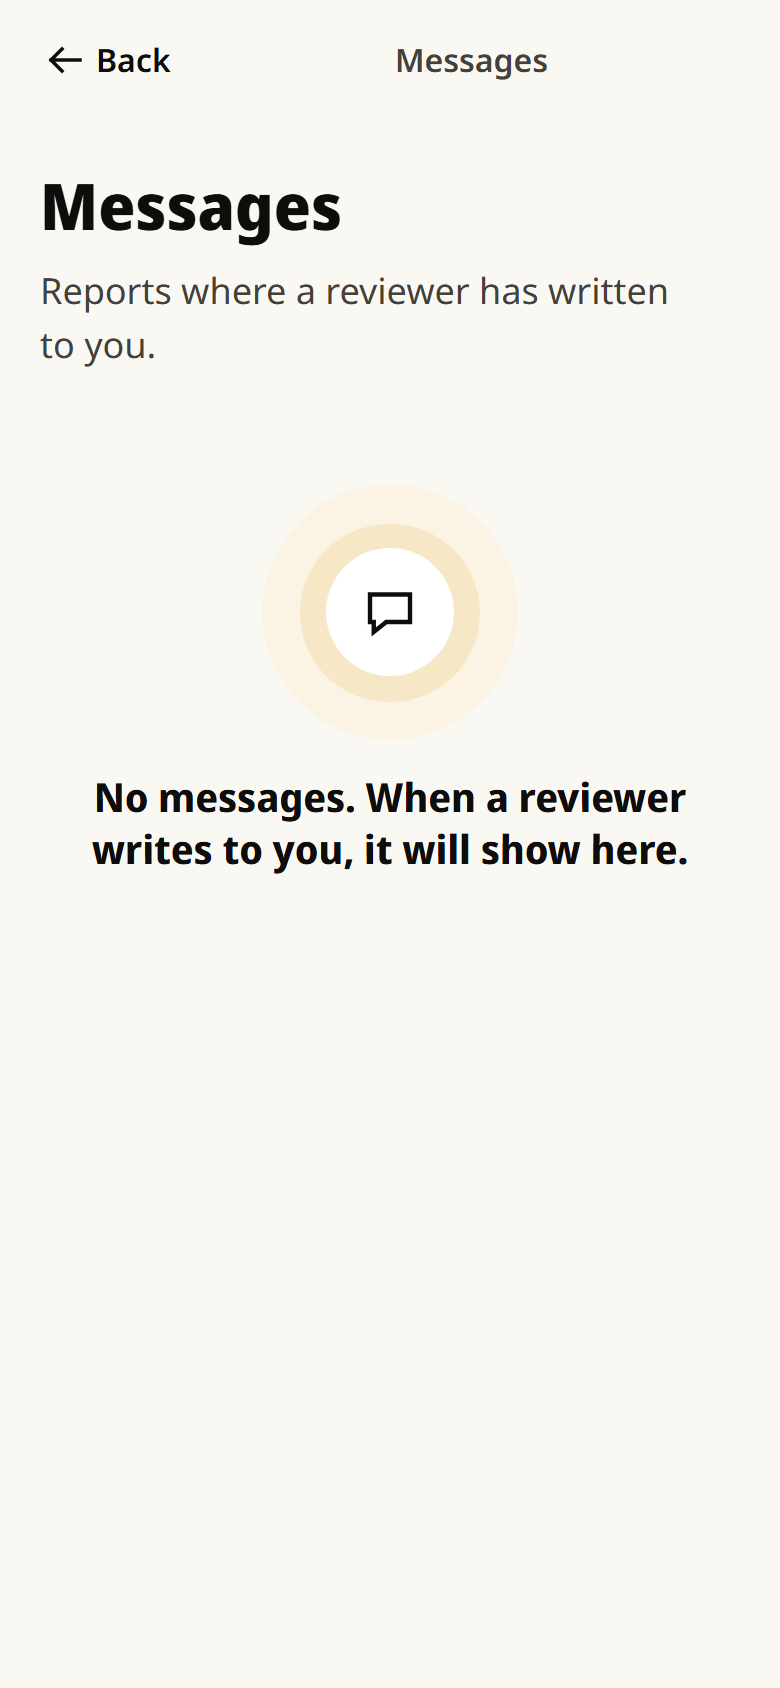 Back
Messages
Messages
Reports where a reviewer has written
to you.
No messages. When a reviewer
writes to you, it will show here.